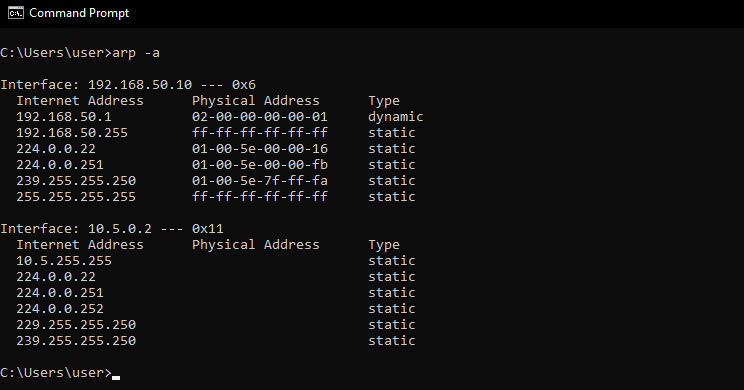 Command Prompt
C:\Users\user>arp -a
Interface: 192.168.50.10 --- 0x6
  Internet Address      Physical Address      Type
  192.168.50.1          02-00-00-00-00-01     dynamic
  192.168.50.255        ff-ff-ff-ff-ff-ff     static
  224.0.0.22            01-00-5e-00-00-16     static
  224.0.0.251           01-00-5e-00-00-fb     static
  239.255.255.250       01-00-5e-7f-ff-fa     static
  255.255.255.255       ff-ff-ff-ff-ff-ff     static
Interface: 10.5.0.2 --- 0x11
  Internet Address      Physical Address      Type
  10.5.255.255                                static
  224.0.0.22                                  static
  224.0.0.251                                 static
  224.0.0.252                                 static
  229.255.255.250                             static
  239.255.255.250                             static
C:\Users\user>